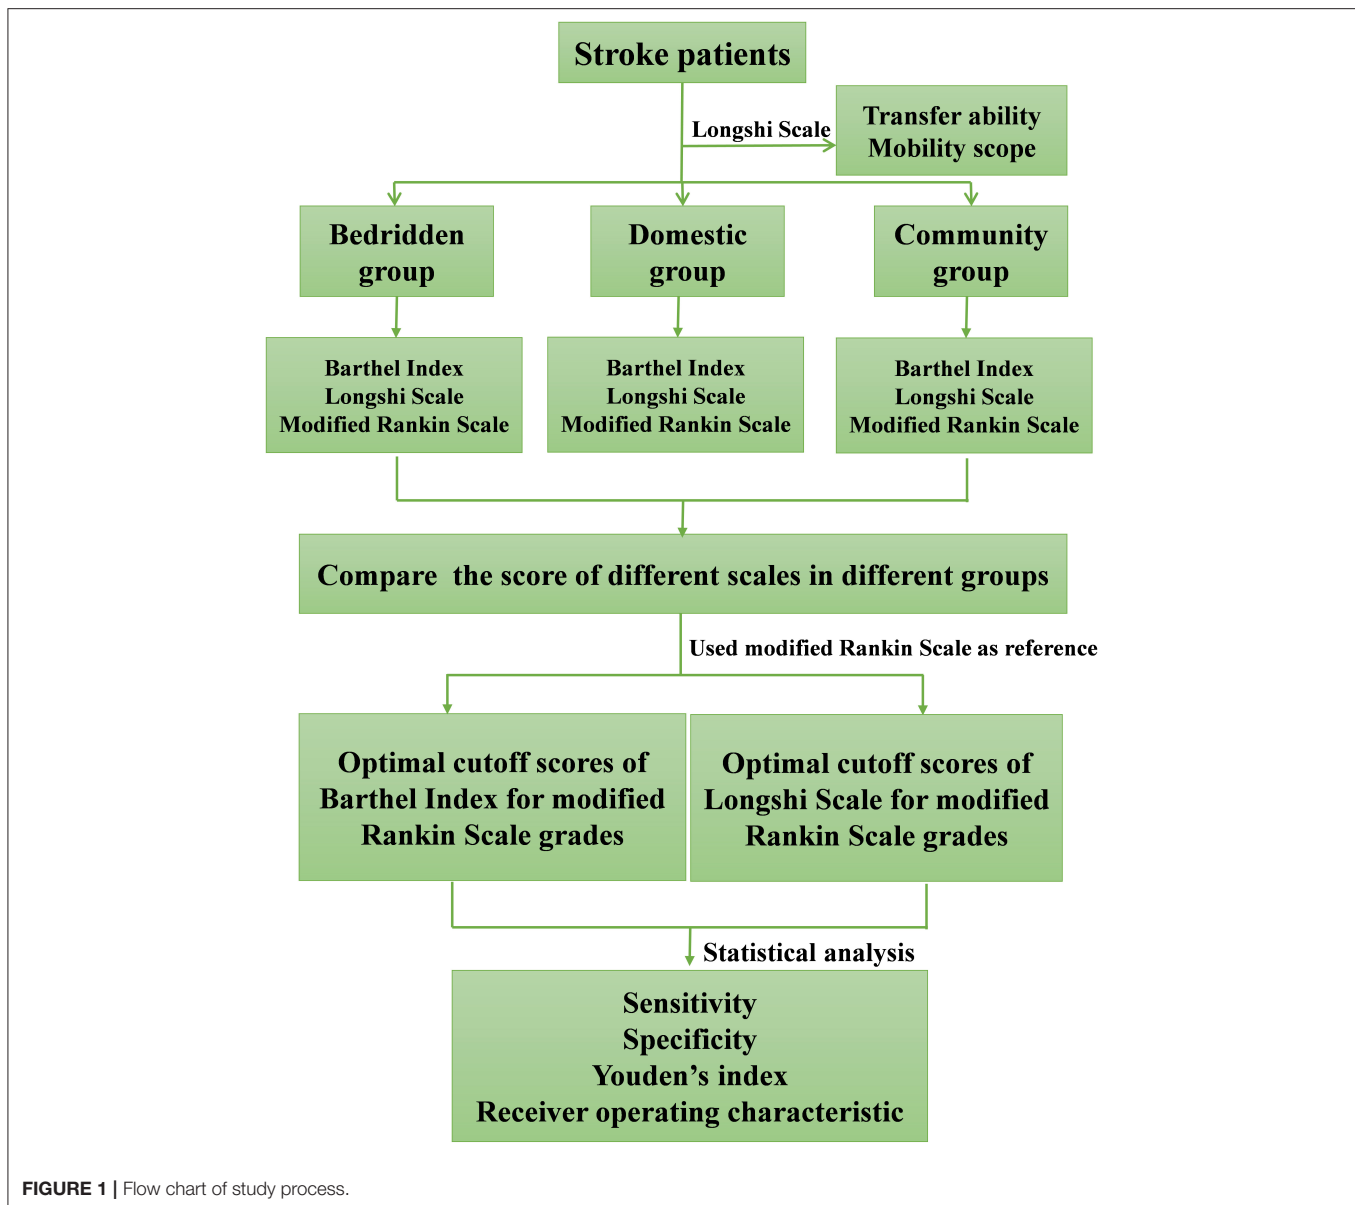 Stroke patients
Longshi Scale
Transfer ability
Mobility scope
Bedridden
group
Domestic
group
Community
group
Barthel Index
Longshi Scale
Modified Rankin Scale
Barthel Index
Longshi Scale
Modified Rankin Scale
Barthel Index
Longshi Scale
Modified Rankin Scale
Compare the score of different scales in different groups
Used modified Rankin Scale as reference
Optimal cutoff scores of
Barthel Index for modified
Rankin Scale grades
Optimal cutoff scores of
Longshi Scale for modified
Rankin Scale grades
Statistical analysis
Sensitivity
Specificity
Youden’s index
Receiver operating characteristic
FIGURE 1 | Flow chart of study process.